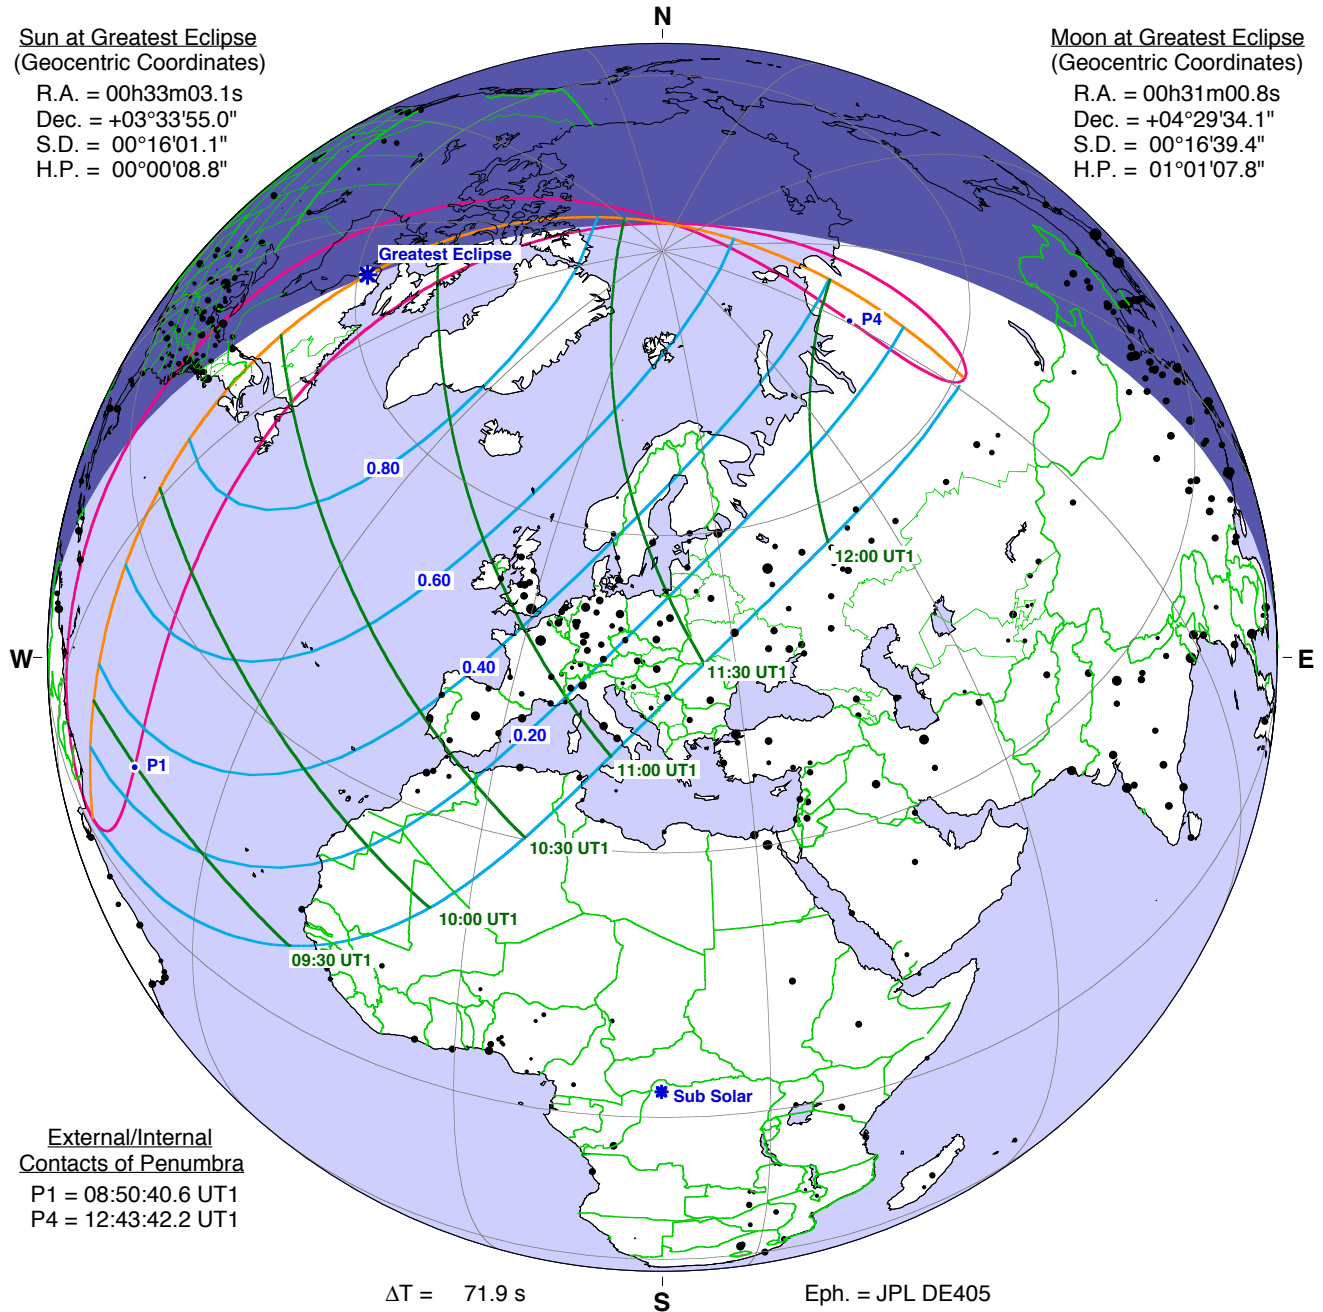 N
Sun at Greatest Eclipse
(Geocentric Coordinates)
R.A. = 00h33m03.1s
Dec. = +03°33'55.0"
S.D. = 00°16'01.1"
H.P. = 00°00'08.8"
Moon at Greatest Eclipse
(Geocentric Coordinates)
R.A. = 00h31m00.8s
Dec. = +04°29'34.1"
S.D. = 00°16'39.4"
H.P. = 01°01'07.8"
Greatest Eclipse
P4
0.80
12:00 UT1
0.60
W
E
0.40
11:30 UT1
0.20
P1
11:00 UT1
10:30 UT1
10:00 UT1
09:30 UT1
Sub Solar
External/Internal
Contacts of Penumbra
P1 = 08:50:40.6 UT1
P4 = 12:43:42.2 UT1
ΔT = 71.9 s
S
Eph. = JPL DE405